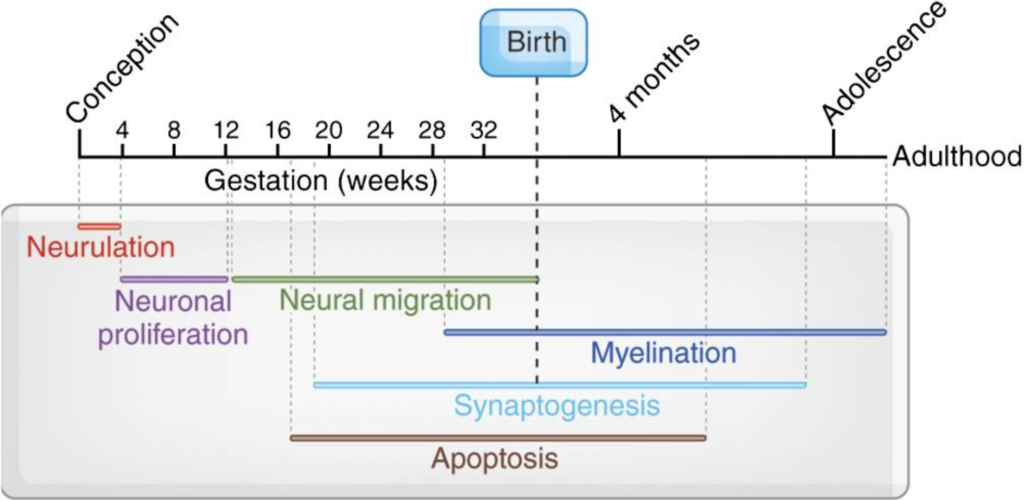 Conception
Birth
4 months
Adolescence
4 8 12 16 20 24 28 32
Adulthood
Gestation (weeks)
Neurulation
Neuronal
proliferation
Neural migration
Myelination
Synaptogenesis
Apoptosis